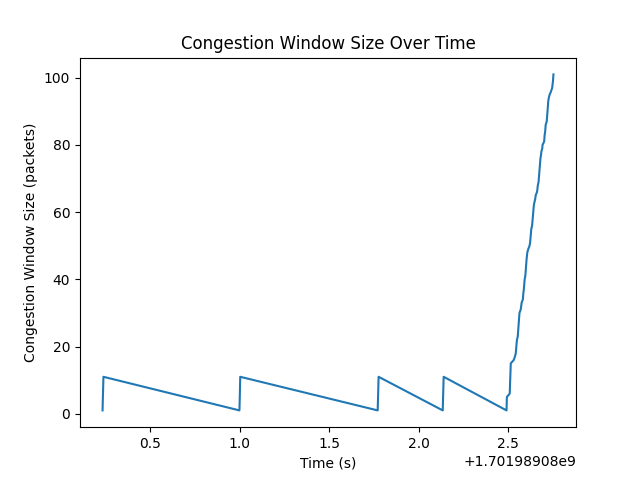 Congestion Window Size Over Time
Congestion Window Size (packets)
100
80
60
40
20
0
0.5 1.0 1.5 2.0 2.5
Time (s)
+1.70198908e9